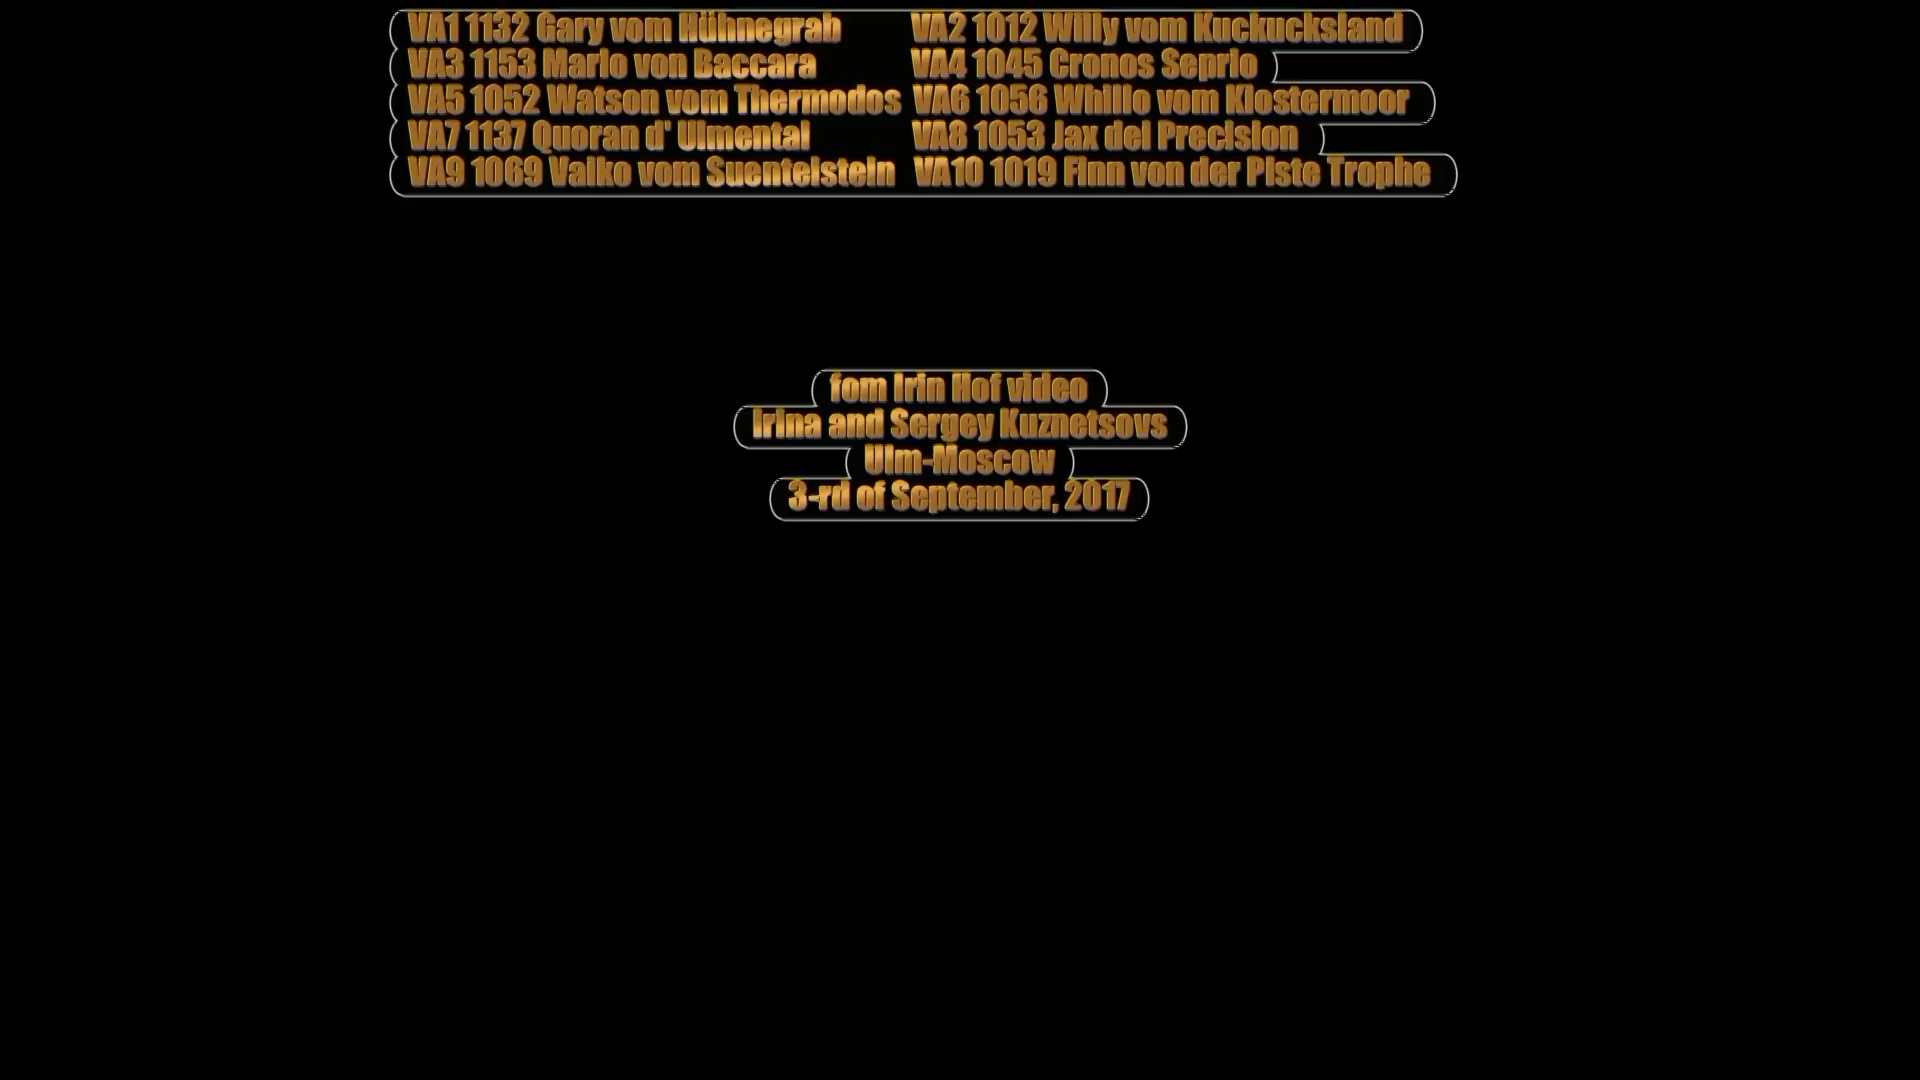 VA1 1132 Gary vom Hühnegrab VA2 1012 Willy vom Kuckucksland
VA3 1153 Mario von Baccara VA4 1045 Cronos Seprio
VA5 1052 Watson vom Thermodos VA6 1056 Whillo vom Klostermoor
VA7 1137 Quoran d' Ulmental VA8 1053 Jax del Precision
VA9 1069 Valko vom Suentelstein VA10 1019 Finn von der Piste Trophe
fom Irin Hof video
Irina and Sergey Kuznetsovs
Ulm-Moscow
3-rd of September, 2017